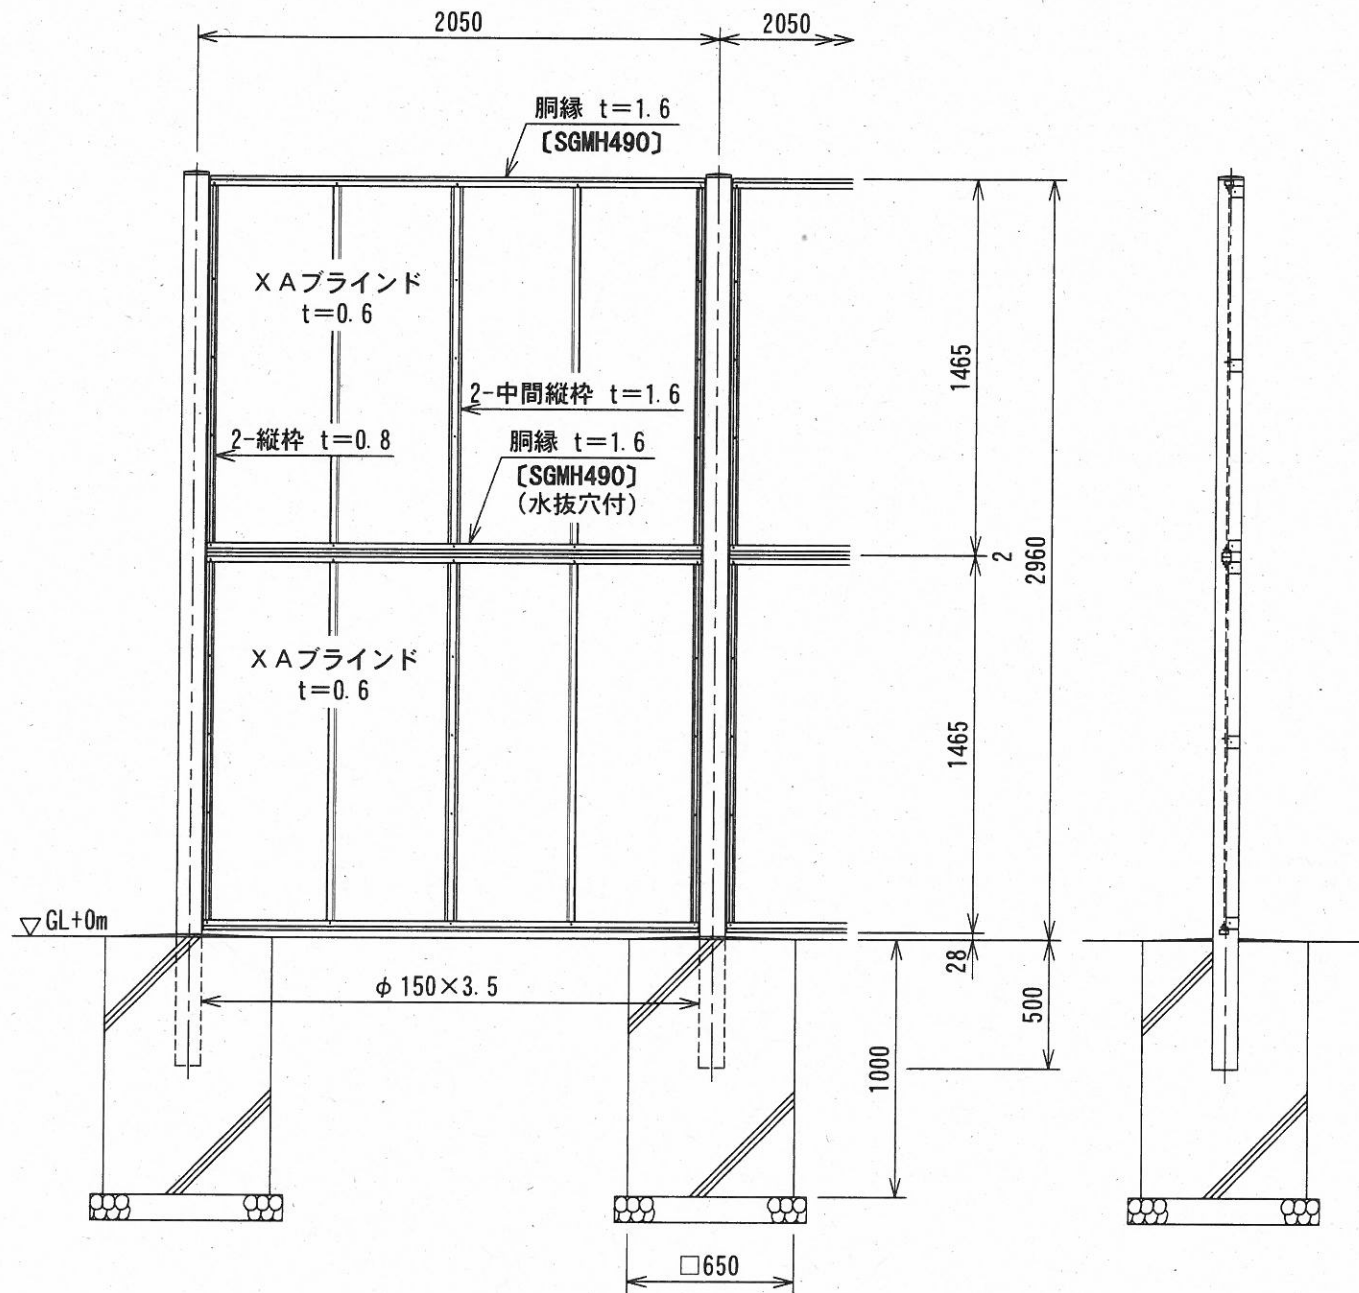 2050
2050
胴縁 t=1.6
〔SGMH490〕
XAブラインド
t=0.6
1465
2-中間縦枠 t=1.6
2-縦枠 t=0.8
胴縁 t=1.6
〔SGMH490〕
(水抜穴付)
2
2960
XAブラインド
t=0.6
1465
▽GL+0m
28
φ150×3.5
500
1000
□650